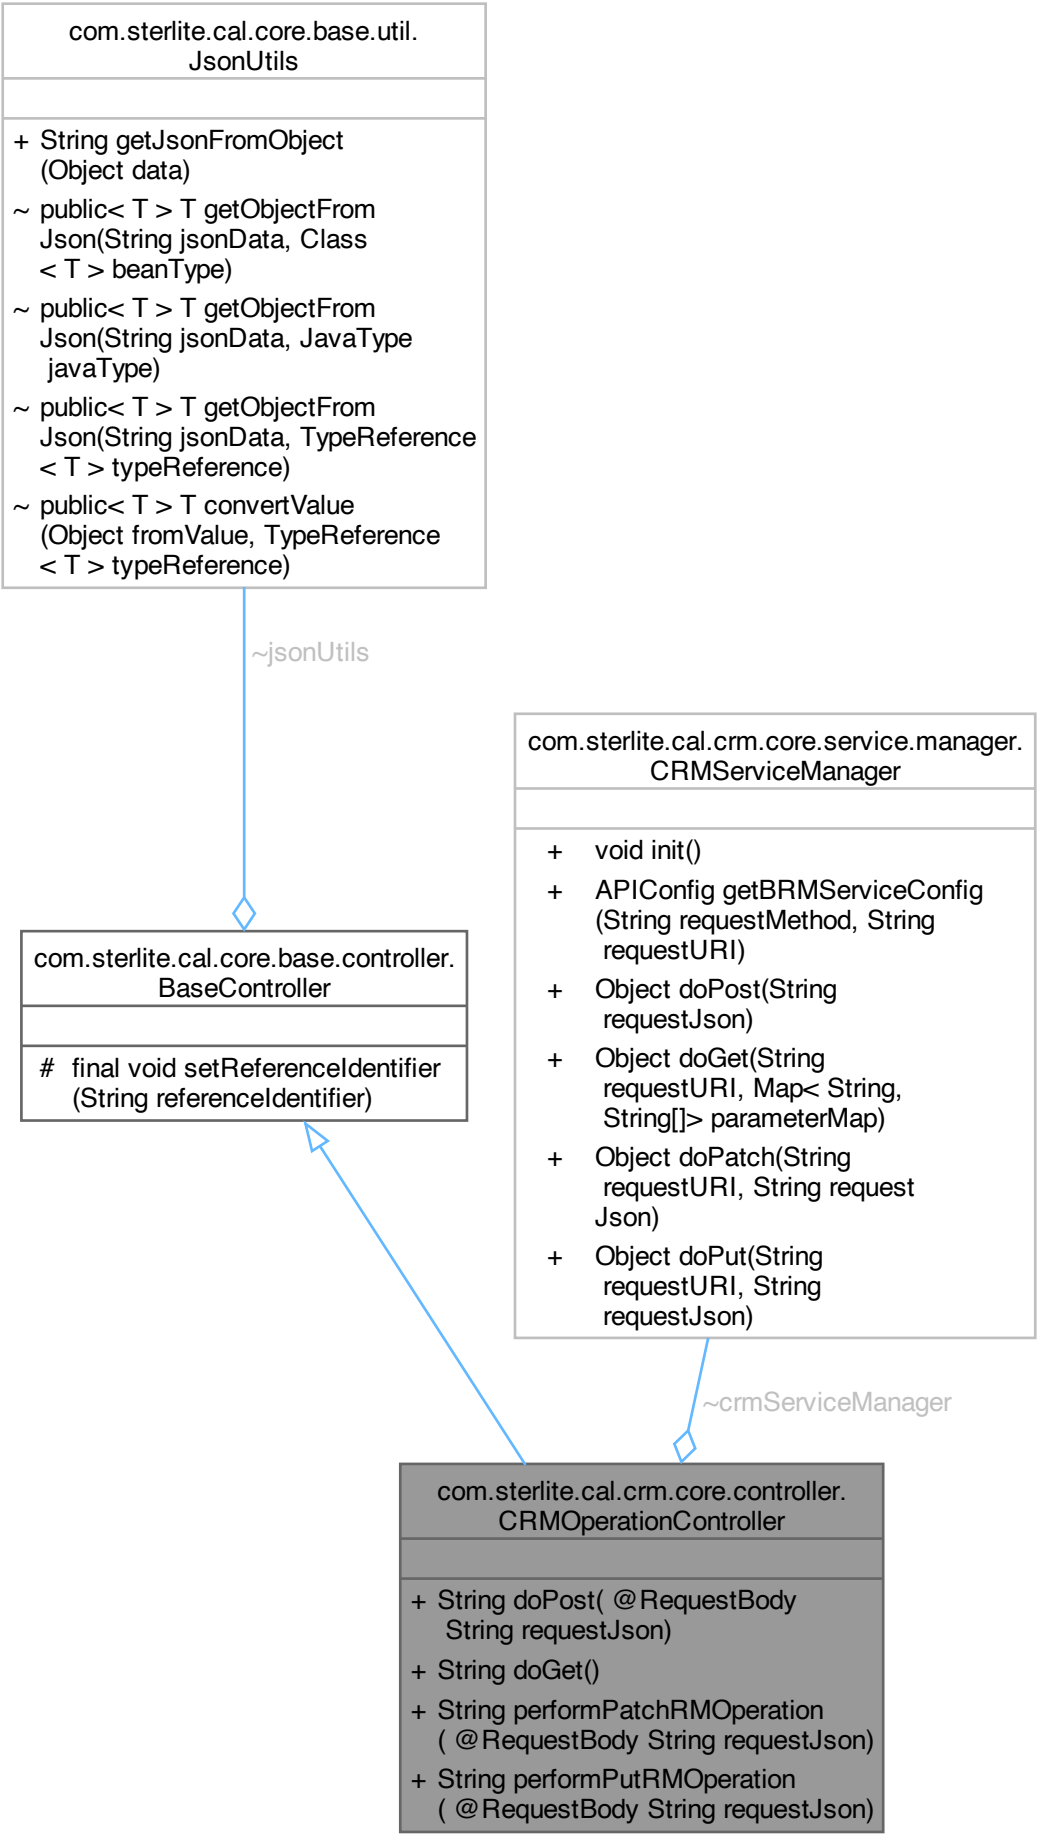 com.sterlite.cal.core.base.util.
JsonUtils
+ String getJsonFromObject
(Object data)
~ public< T > T getObjectFrom
Json(String jsonData, Class
< T > beanType)
~ public< T > T getObjectFrom
Json(String jsonData, JavaType
javaType)
~ public< T > T getObjectFrom
Json(String jsonData, TypeReference
< T > typeReference)
~ public< T > T convertValue
(Object fromValue, TypeReference
< T > typeReference)
~jsonUtils
com.sterlite.cal.crm.core.service.manager.
CRMServiceManager
+ void init()
+ APIConfig getBRMServiceConfig
(String requestMethod, String
requestURI)
+ Object doPost(String
requestJson)
+ Object doGet(String
requestURI, Map< String,
String[]> parameterMap)
+ Object doPatch(String
requestURI, String request
Json)
+ Object doPut(String
requestURI, String
requestJson)
com.sterlite.cal.core.base.controller.
BaseController
# final void setReferenceIdentifier
(String referenceIdentifier)
~crmServiceManager
com.sterlite.cal.crm.core.controller.
CRMOperationController
+ String doPost( @RequestBody
String requestJson)
+ String doGet()
+ String performPatchRMOperation
( @RequestBody String requestJson)
+ String performPutRMOperation
( @RequestBody String requestJson)